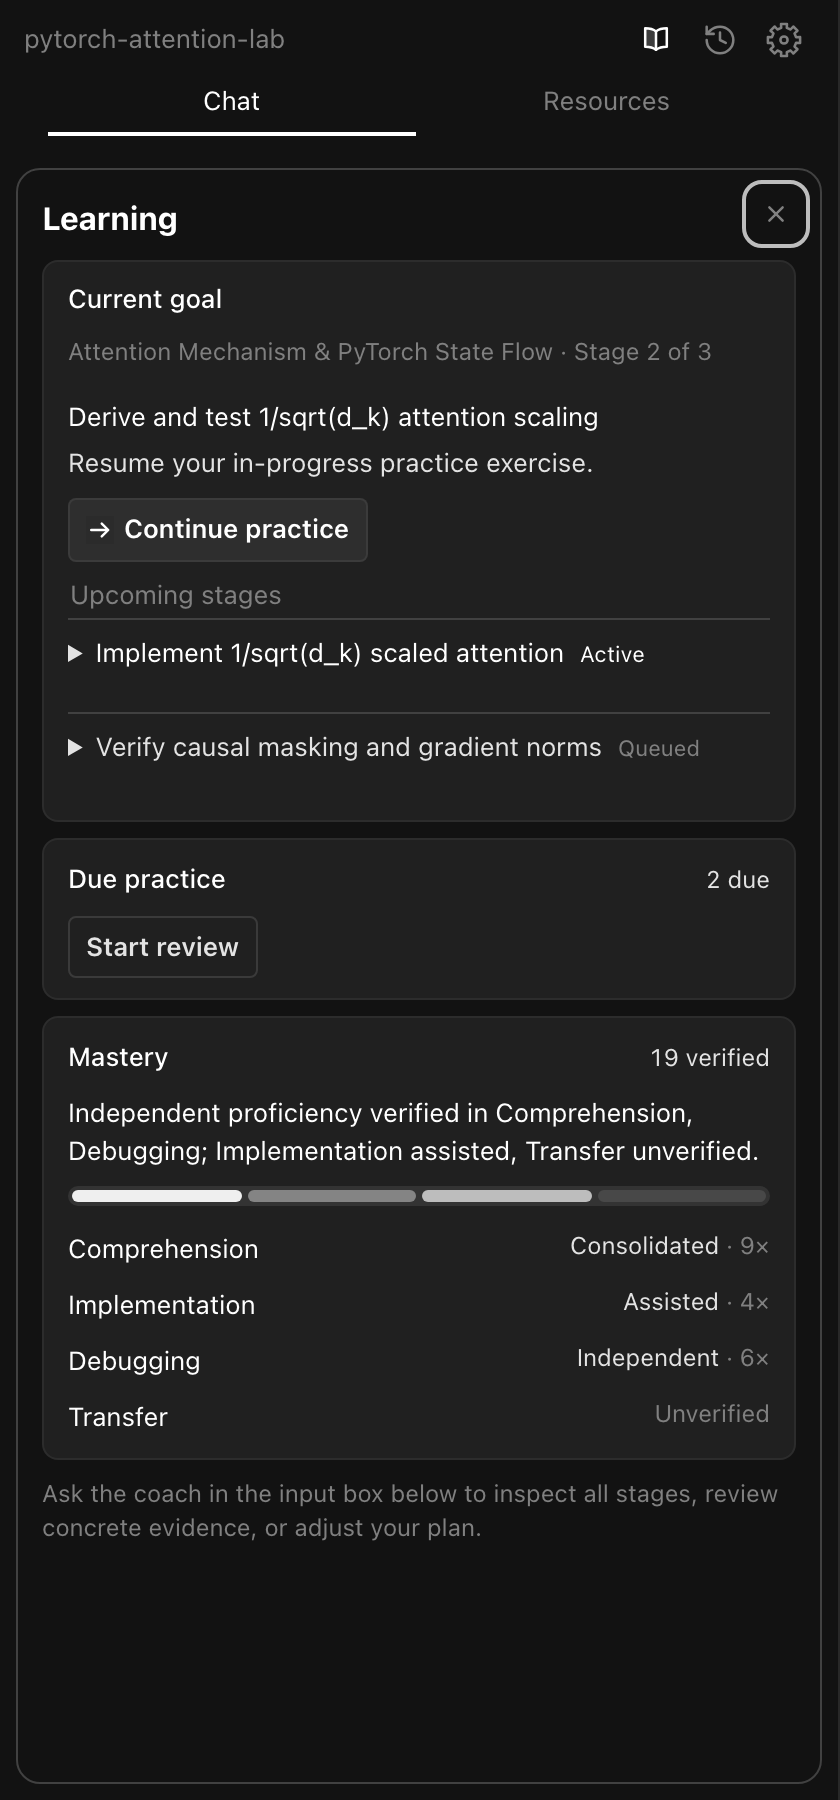 pytorch-attention-lab
Chat
Resources
Learning
Current goal
Attention Mechanism & PyTorch State Flow · Stage 2 of 3
Derive and test 1/sqrt(d_k) attention scaling
Resume your in-progress practice exercise.
→ Continue practice
Upcoming stages
Implement 1/sqrt(d_k) scaled attention Active
Verify causal masking and gradient norms Queued
Due practice 2 due
Start review
Mastery 19 verified
Independent proficiency verified in Comprehension,
Debugging; Implementation assisted, Transfer unverified.
Comprehension Consolidated · 9×
Implementation Assisted · 4×
Debugging Independent · 6×
Transfer Unverified
Ask the coach in the input box below to inspect all stages, review
concrete evidence, or adjust your plan.